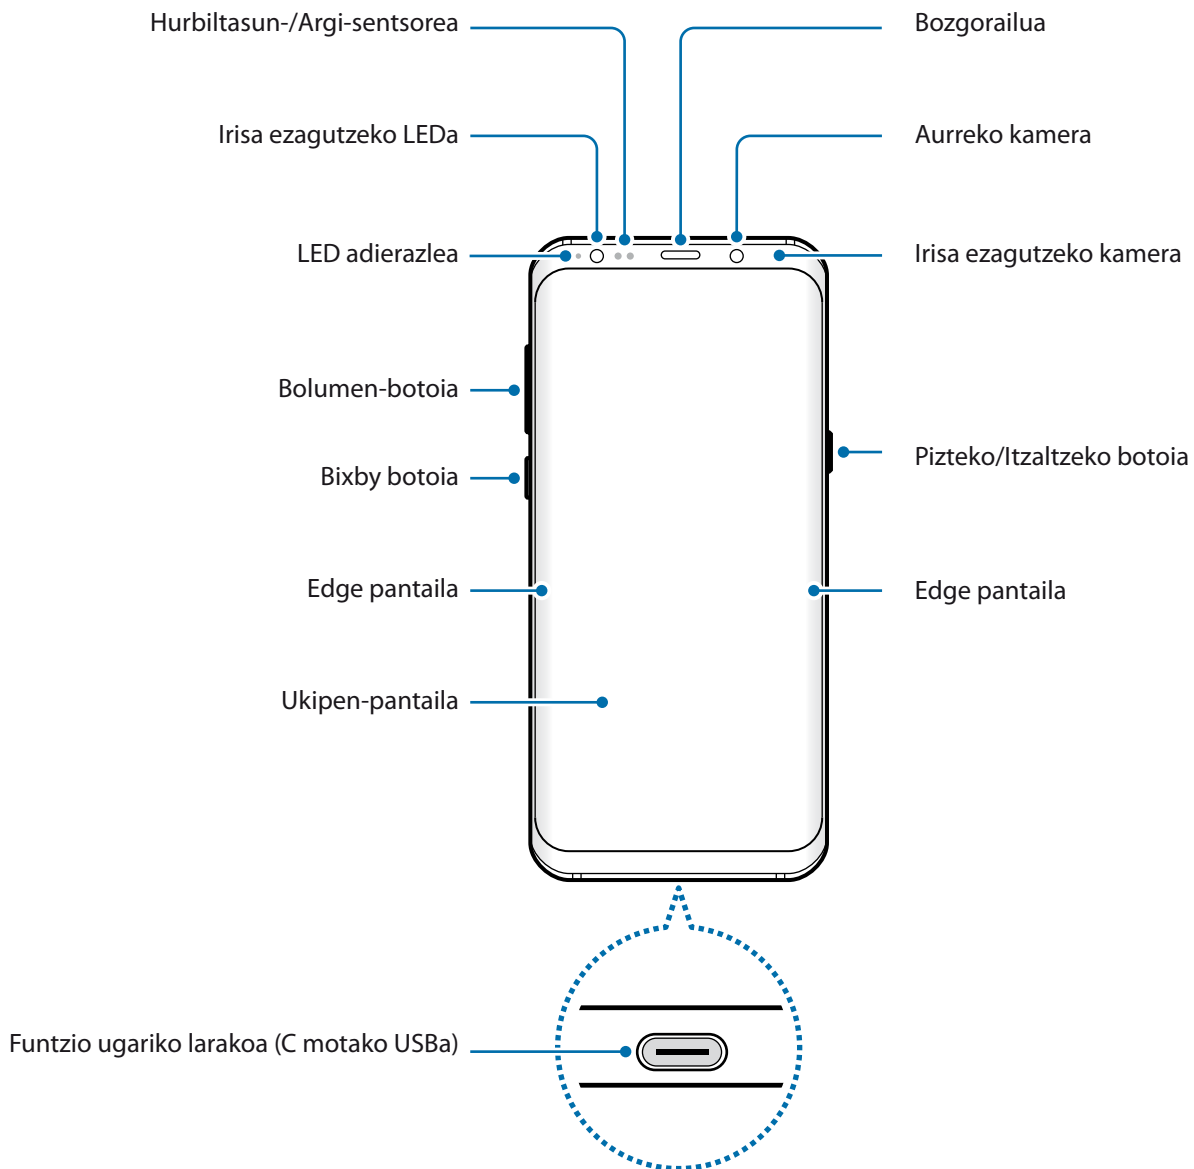 Hurbiltasun-/Argi-sentsorea
Irisa ezagutzeko LEDa
LED adierazlea
Bolumen-botoia
Bixby botoia
Edge pantaila
Ukipen-pantaila
Funtzio ugariko larakoa (C motako USBa)
Bozgorailua
Aurreko kamera
Irisa ezagutzeko kamera
Pizteko/Itzaltzeko botoia
Edge pantaila